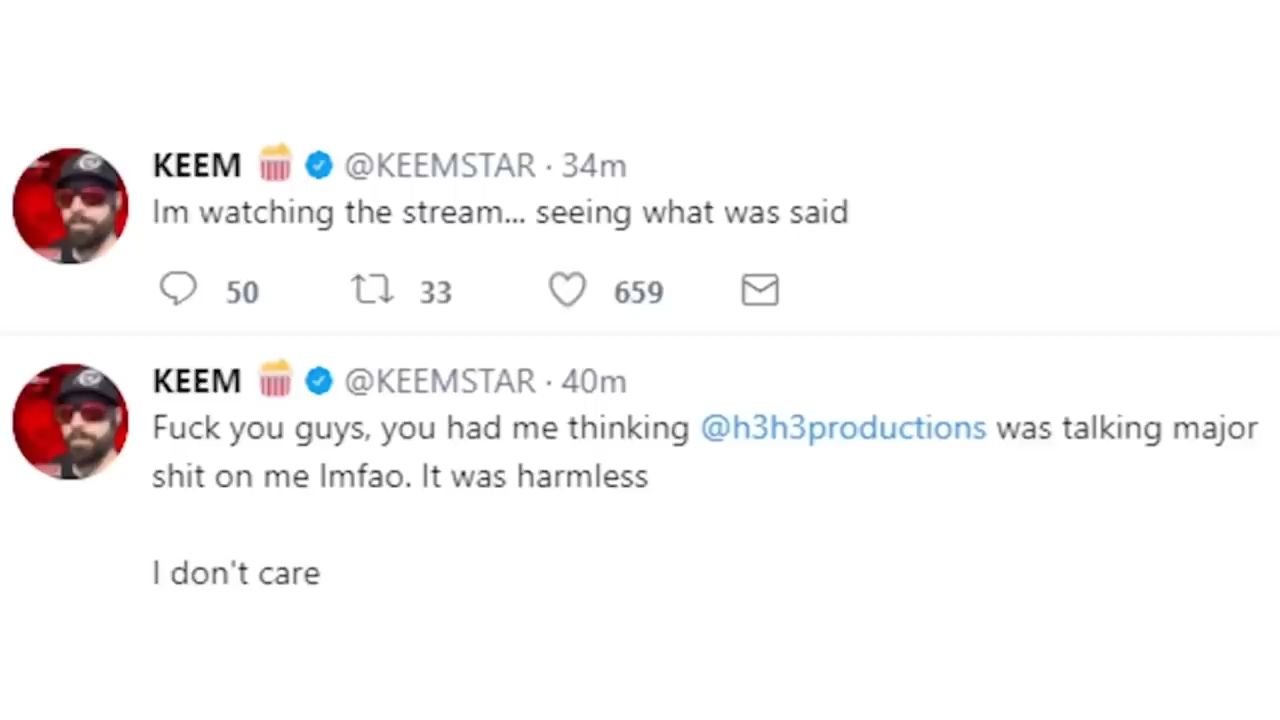 KEEM 🍿 @KEEMSTAR · 34m
Im watching the stream... seeing what was said
50 33 659
KEEM 🍿 @KEEMSTAR · 40m
Fuck you guys, you had me thinking @h3h3productions was talking major
shit on me lmfao. It was harmless
I don't care